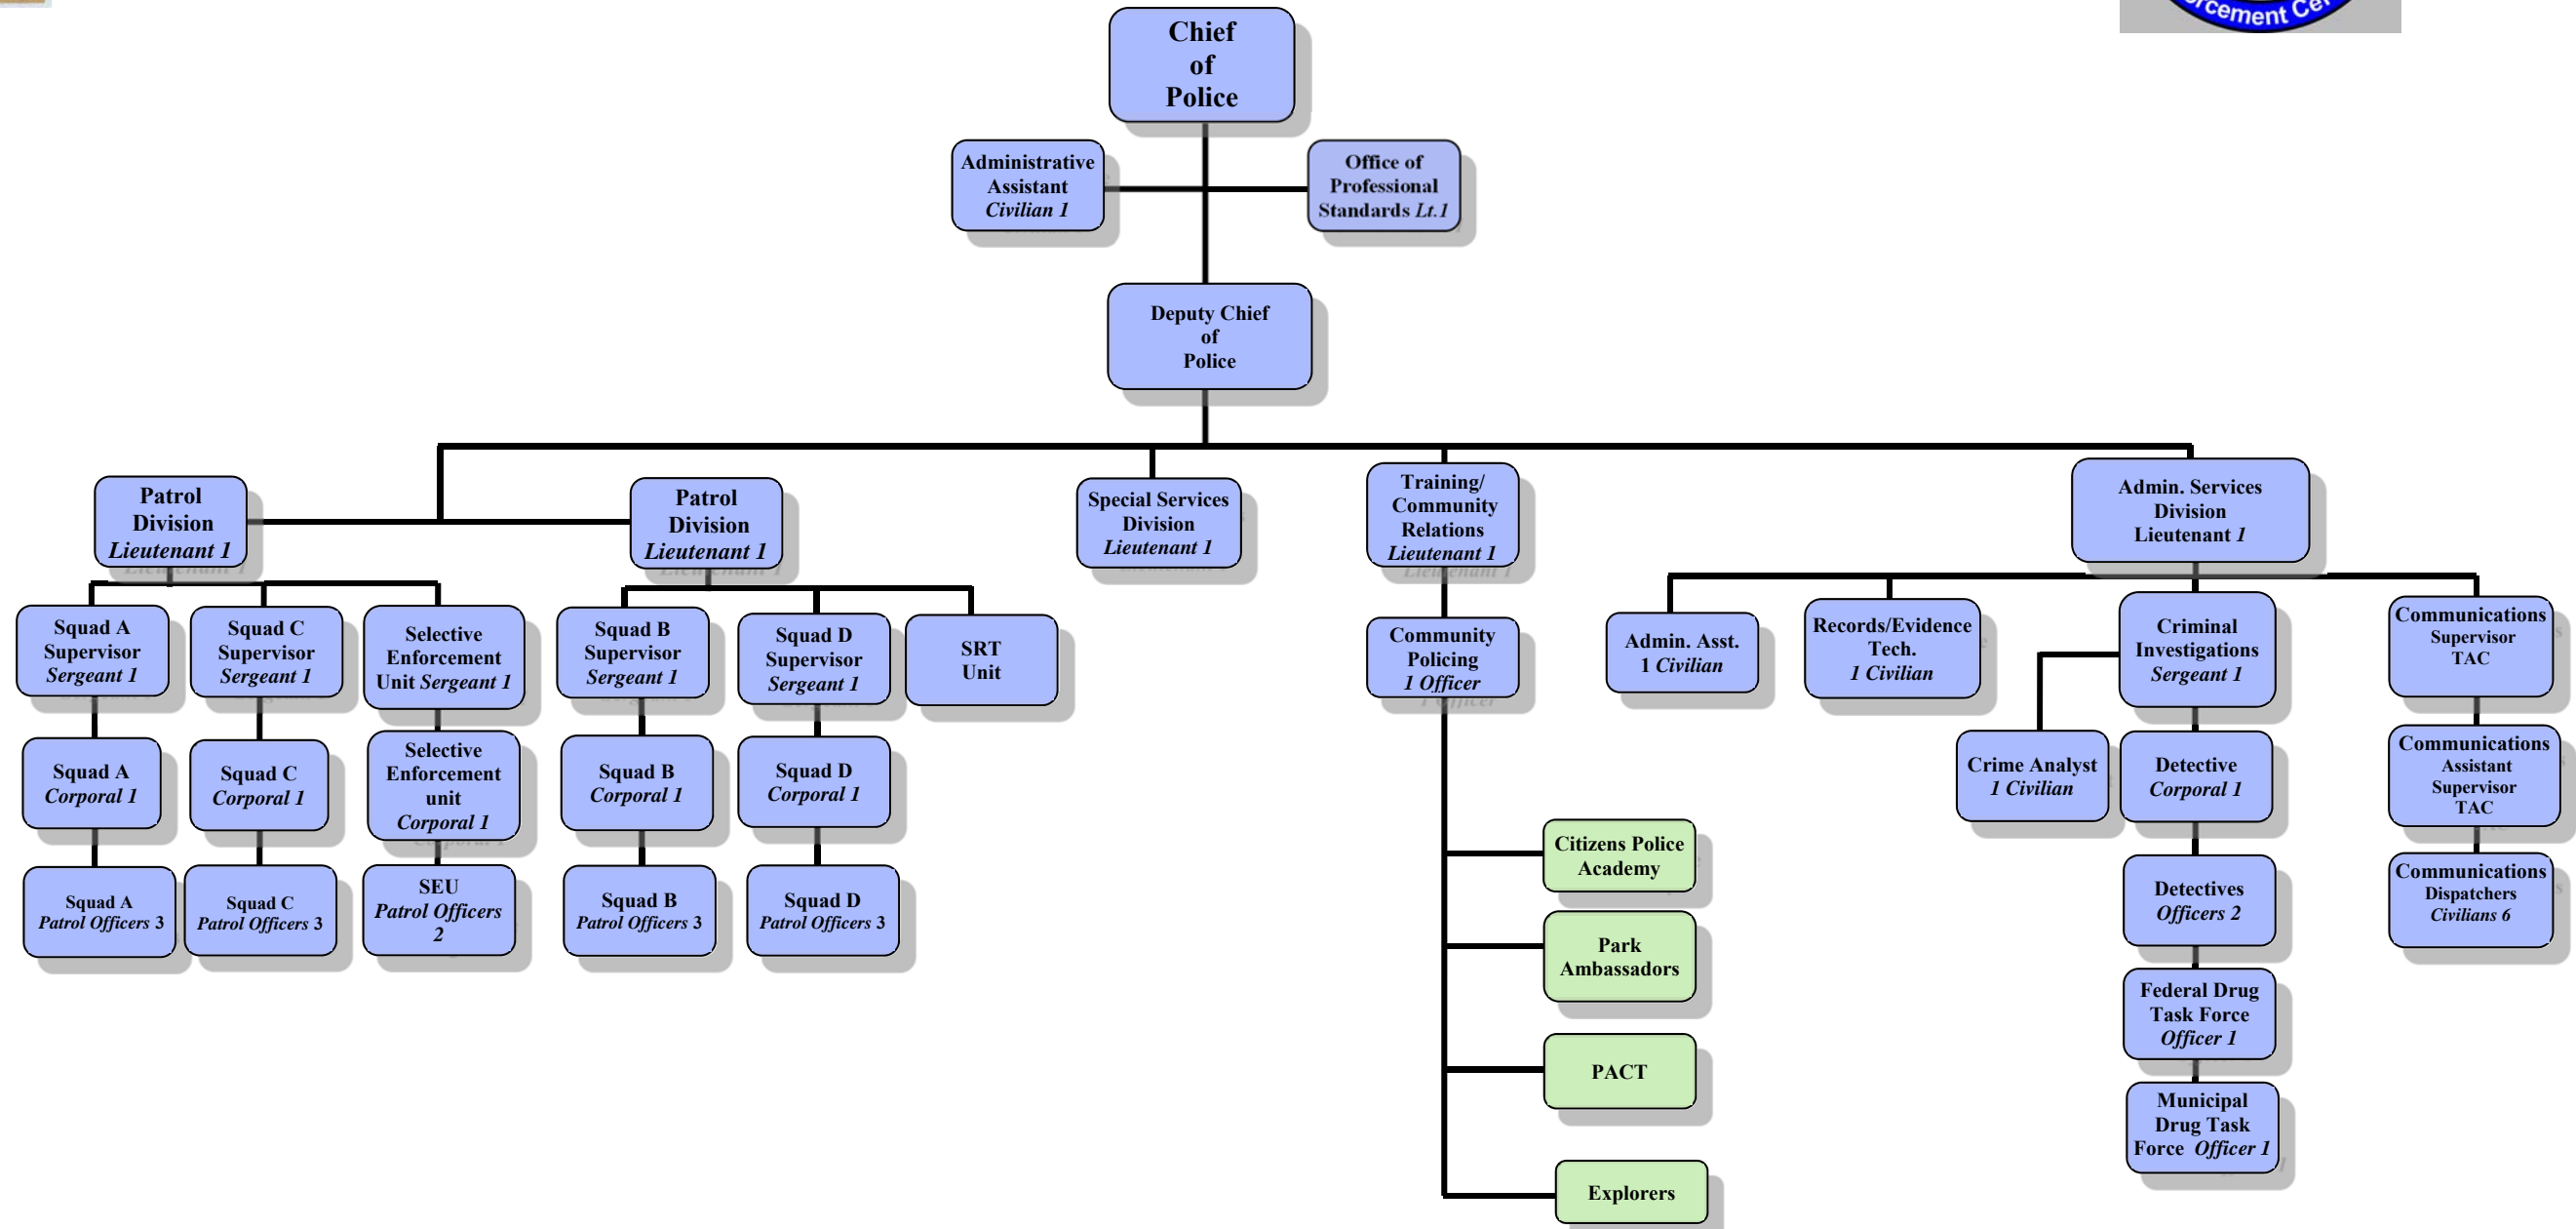 rcement Cer
Chief
of
Police
Administrative
Assistant
Civilian 1
Office of
Professional
Standards Lt.1
Deputy Chief
of
Police
Patrol
Division
Lieutenant 1
Patrol
Division
Lieutenant 1
Special Services
Division
Lieutenant 1
Training/
Community
Relations
Lieutenant 1
Admin. Services
Division
Lieutenant 1
Squad A
Supervisor
Sergeant 1
Squad C
Supervisor
Sergeant 1
Selective
Enforcement
Unit Sergeant 1
Squad B
Supervisor
Sergeant 1
Squad D
Supervisor
Sergeant 1
SRT
Unit
Community
Policing
1 Officer
Admin. Asst.
1 Civilian
Records/Evidence
Tech.
1 Civilian
Criminal
Investigations
Sergeant 1
Communications
Supervisor
TAC
Squad A
Corporal 1
Squad C
Corporal 1
Selective
Enforcement
unit
Corporal 1
Squad B
Corporal 1
Squad D
Corporal 1
Crime Analyst
1 Civilian
Detective
Corporal 1
Communications
Assistant
Supervisor
TAC
Squad A
Patrol Officers 3
Squad C
Patrol Officers 3
SEU
Patrol Officers
2
Squad B
Patrol Officers 3
Squad D
Patrol Officers 3
Citizens Police
Academy
Detectives
Officers 2
Communications
Dispatchers
Civilians 6
Park
Ambassadors
Federal Drug
Task Force
Officer 1
PACT
Municipal
Drug Task
Force Officer 1
Explorers